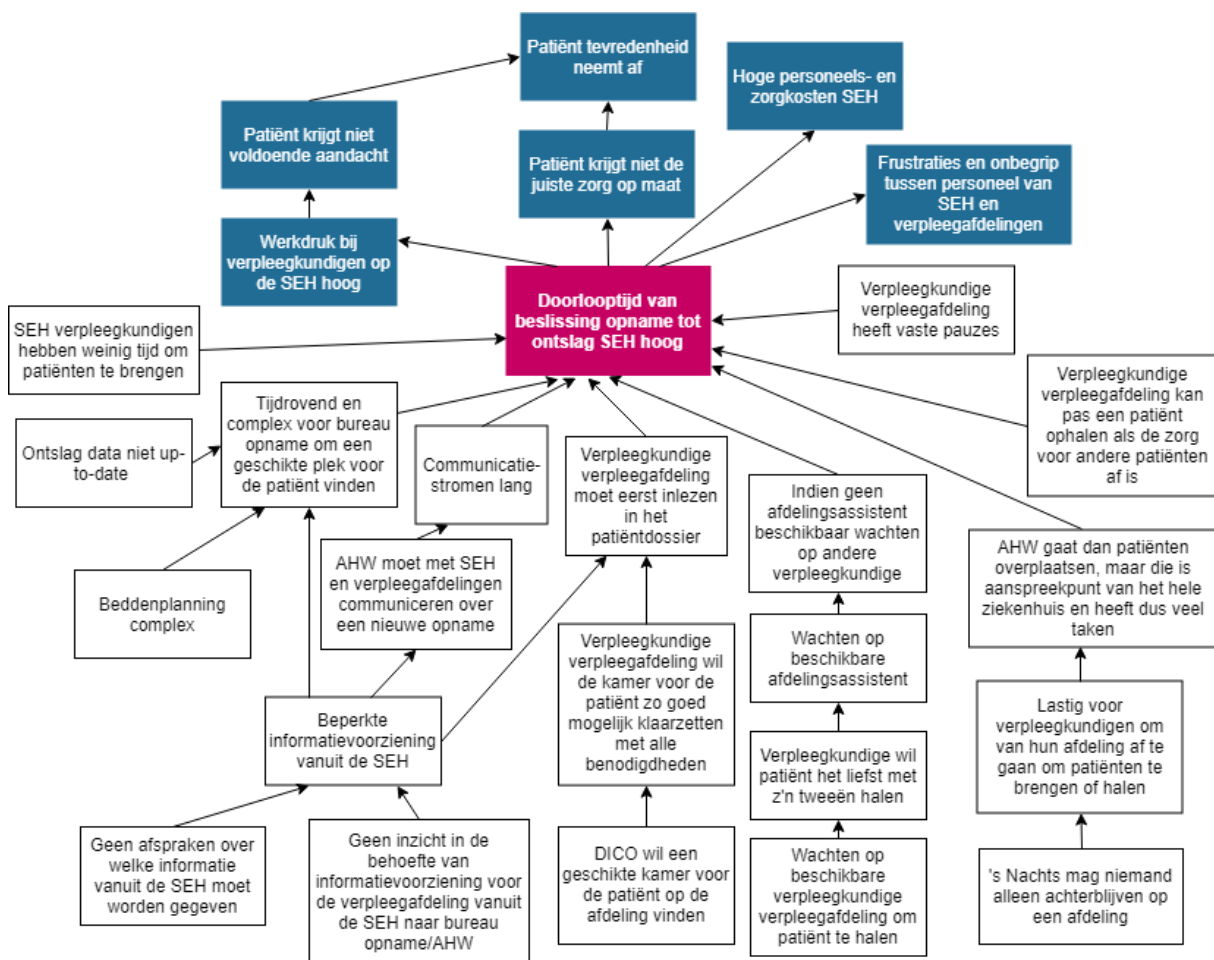 Patiënt tevredenheid
neemt af
Hoge personeels- en
zorgkosten SEH
Patiënt krijgt niet
voldoende aandacht
Patiënt krijgt niet de
juiste zorg op maat
Frustraties en onbegrip
tussen personeel van
SEH en
verpleegafdelingen
Werkdruk bij
verpleegkundigen op
de SEH hoog
Doorlooptijd van
beslissing opname tot
ontslag SEH hoog
Verpleegkundige
verpleegafdeling
heeft vaste pauzes
SEH verpleegkundigen
hebben weinig tijd om
patiënten te brengen
Verpleegkundige
verpleegafdeling kan
pas een patiënt
ophalen als de zorg
voor andere patiënten
af is
Tijdrovend en
complex voor bureau
opname om een
geschikte plek voor
de patiënt vinden
Ontslag data niet up-
to-date
Communicatie-
stromen lang
Verpleegkundige
verpleegafdeling
moet eerst inlezen
in het
patiëntdossier
Indien geen
afdelingsassistent
beschikbaar wachten
op andere
verpleegkundige
AHW gaat dan patiënten
overplaatsen, maar die is
aanspreekpunt van het hele
ziekenhuis en heeft dus veel
taken
Beddenplanning
complex
AHW moet met SEH
en verpleegafdelingen
communiceren over
een nieuwe opname
Verpleegkundige
verpleegafdeling wil
de kamer voor de
patiënt zo goed
mogelijk klaarzetten
met alle
benodigdheden
Wachten op
beschikbare
afdelingsassistent
Beperkte
informatievoorziening
vanuit de SEH
Verpleegkundige wil
patiënt het liefst met
z'n tweeën halen
Lastig voor
verpleegkundigen om
van hun afdeling af te
gaan om patiënten te
brengen of halen
Geen afspraken over
welke informatie
vanuit de SEH moet
worden gegeven
Geen inzicht in de
behoefte van
informatievoorziening voor
de verpleegafdeling vanuit
de SEH naar bureau
opname/AHW
DICO wil een
geschikte kamer voor
de patiënt op de
afdeling vinden
Wachten op
beschikbare
verpleegkundige
verpleegafdeling om
patiënt te halen
's Nachts mag niemand
alleen achterblijven op
een afdeling